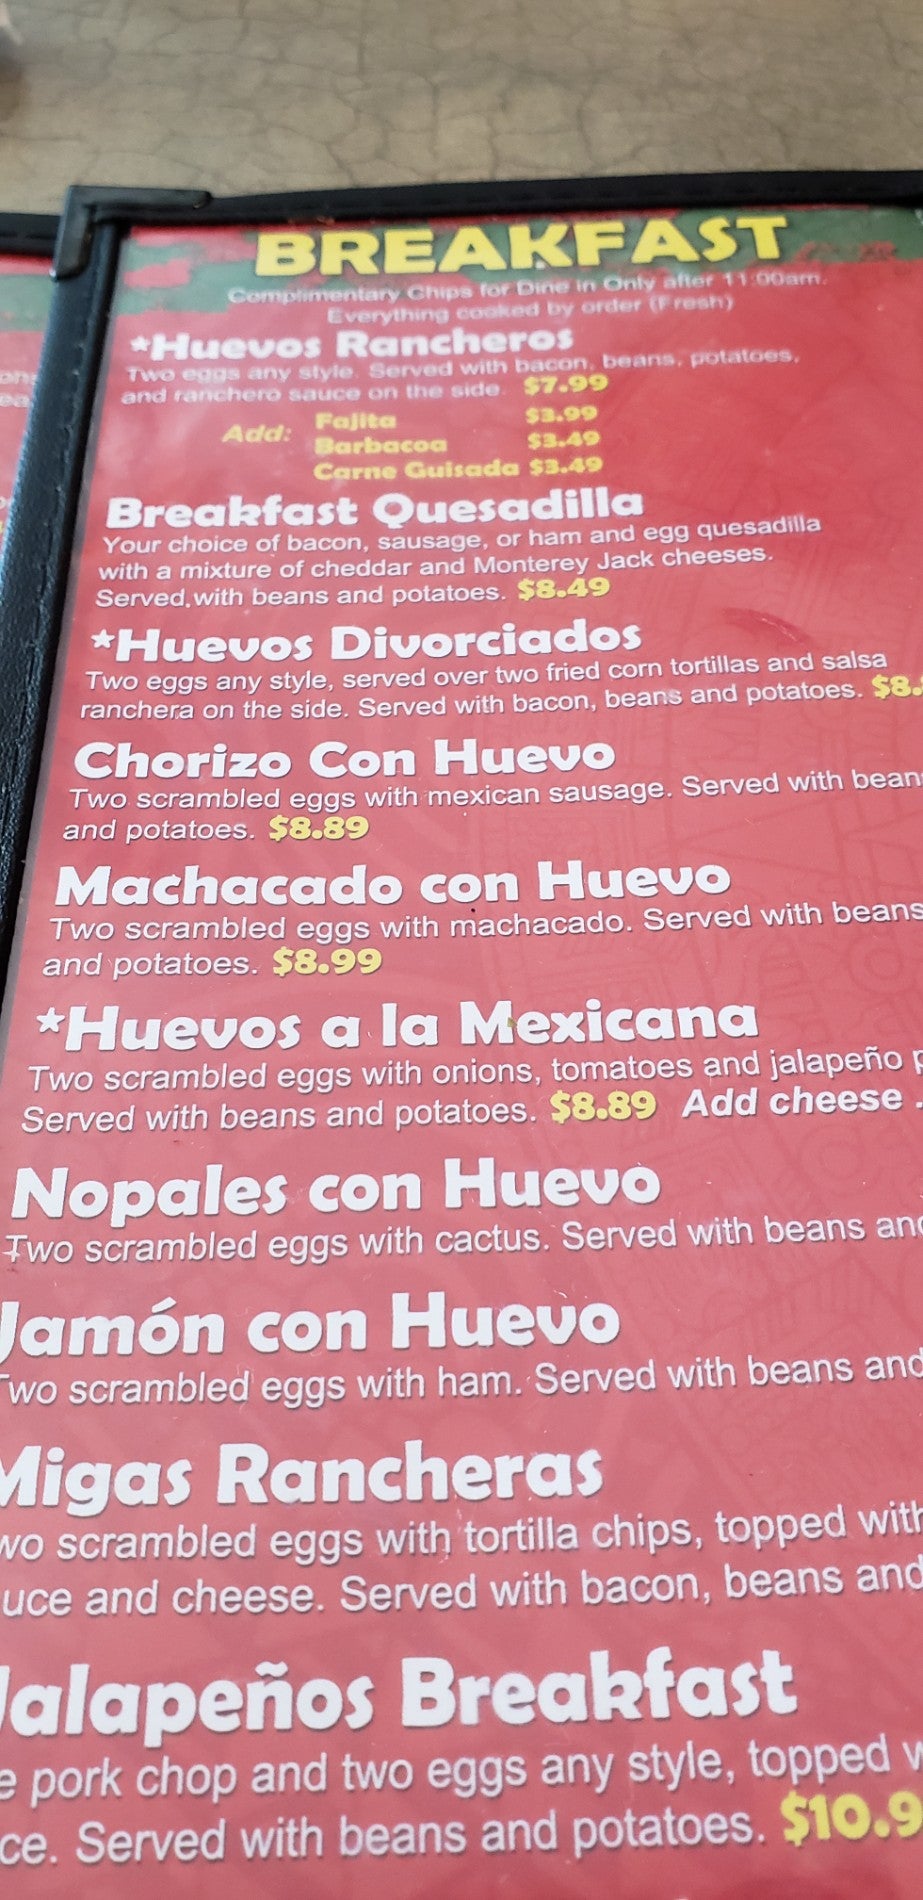 BREAKFAST
Complimentary Chips for Dine in Only after 11:00am.
Everything cooked by order (Fresh)
*Huevos Rancheros
Two eggs any style. Served with bacon, beans, potatoes,
and ranchero sauce on the side. $7.99
Add: Fajita $3.99
Barbacoa $3.49
Carne Guisada $3.49
Breakfast Quesadilla
Your choice of bacon, sausage, or ham and egg quesadilla
with a mixture of cheddar and Monterey Jack cheeses.
Served with beans and potatoes. $8.49
*Huevos Divorciados
Two eggs any style, served over two fried corn tortillas and salsa
ranchera on the side. Served with bacon, beans and potatoes. $8.
Chorizo Con Huevo
Two scrambled eggs with mexican sausage. Served with bean
and potatoes. $8.89
Machacado con Huevo
Two scrambled eggs with machacado. Served with beans
and potatoes. $8.99
*Huevos a la Mexicana
Two scrambled eggs with onions, tomatoes and jalapeño p
Served with beans and potatoes. $8.89 Add cheese .
Nopales con Huevo
Two scrambled eggs with cactus. Served with beans an
Jamón con Huevo
Two scrambled eggs with ham. Served with beans and
Migas Rancheras
wo scrambled eggs with tortilla chips, topped with
uce and cheese. Served with bacon, beans and
Jalapeños Breakfast
e pork chop and two eggs any style, topped w
ce. Served with beans and potatoes. $10.9